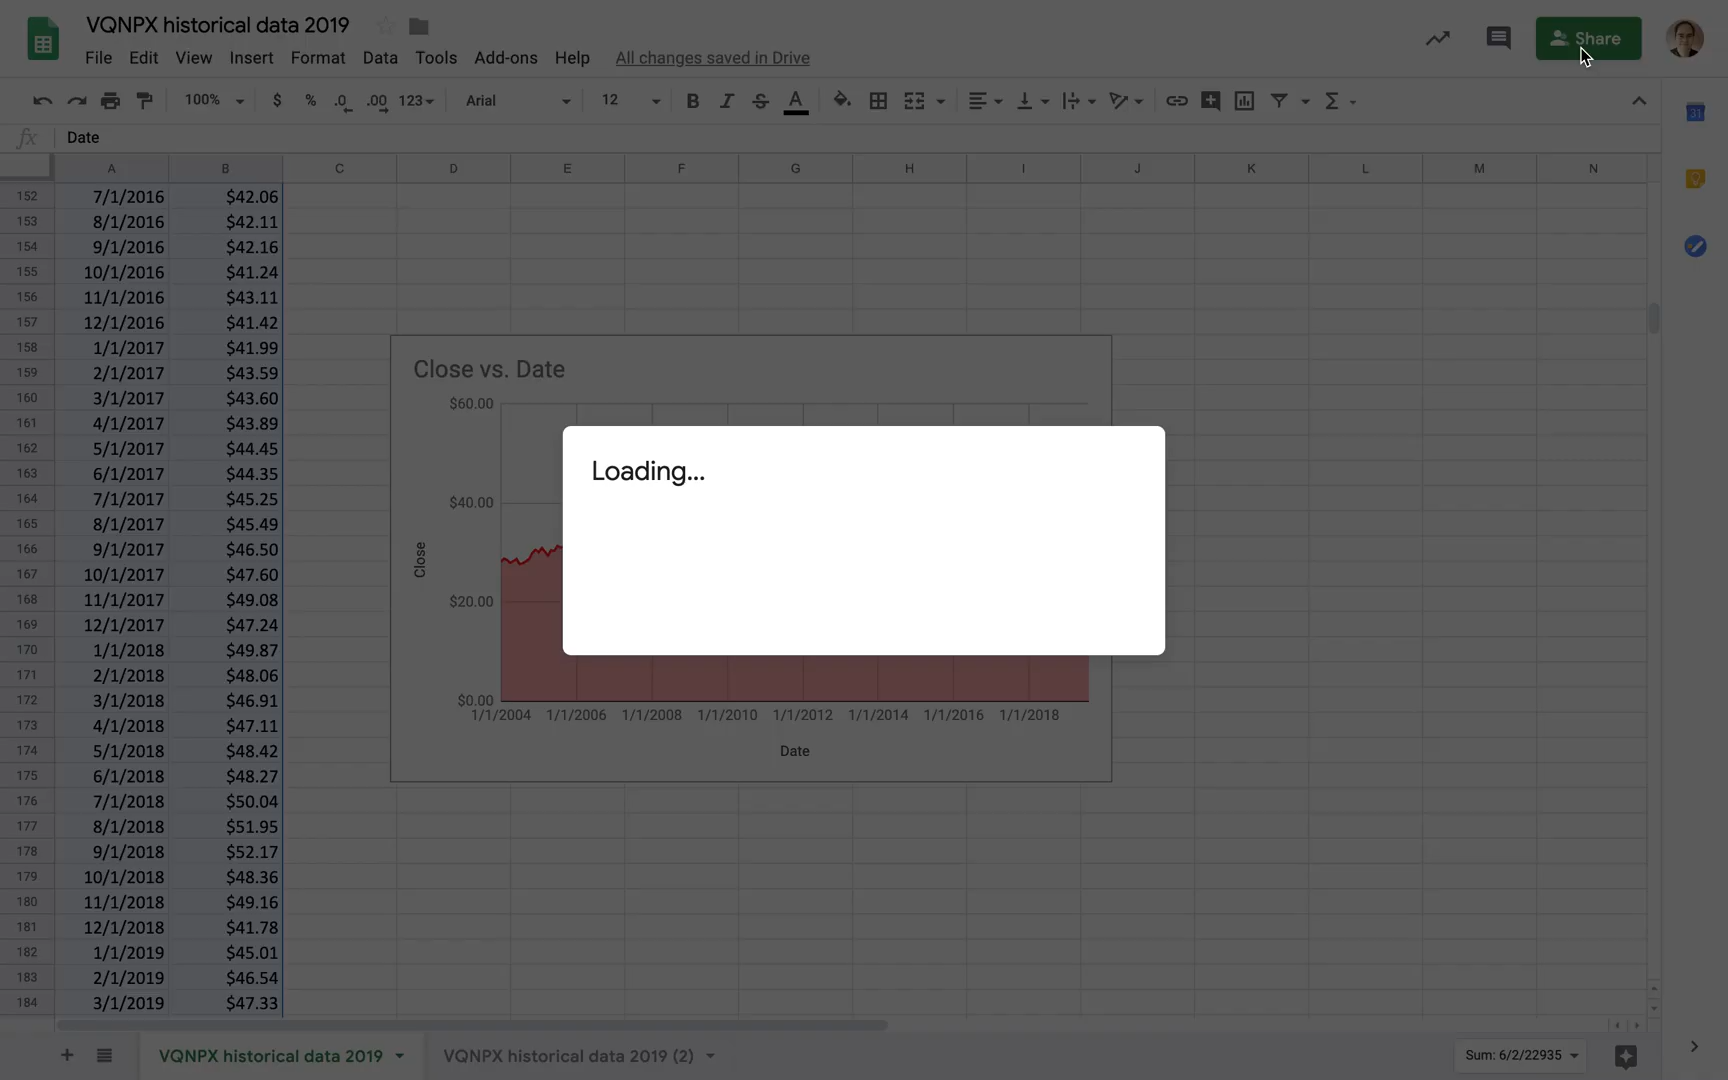 VQNPX historical data 2019
File Edit View Insert Format Data Tools Add-ons Help All changes saved in Drive
Share
100% $ % .0 .00 123 Arial 12 B I S A Σ
31
fx Date
A B C D E F G H I J K L M N
152 7/1/2016 $42.06
153 8/1/2016 $42.11
154 9/1/2016 $42.16
155 10/1/2016 $41.24
156 11/1/2016 $43.11
157 12/1/2016 $41.42
158 1/1/2017 $41.99
159 2/1/2017 $43.59
160 3/1/2017 $43.60
161 4/1/2017 $43.89
162 5/1/2017 $44.45
163 6/1/2017 $44.35
164 7/1/2017 $45.25
165 8/1/2017 $45.49
166 9/1/2017 $46.50
167 10/1/2017 $47.60
168 11/1/2017 $49.08
169 12/1/2017 $47.24
170 1/1/2018 $49.87
171 2/1/2018 $48.06
172 3/1/2018 $46.91
173 4/1/2018 $47.11
174 5/1/2018 $48.42
175 6/1/2018 $48.27
176 7/1/2018 $50.04
177 8/1/2018 $51.95
178 9/1/2018 $52.17
179 10/1/2018 $48.36
180 11/1/2018 $49.16
181 12/1/2018 $41.78
182 1/1/2019 $45.01
183 2/1/2019 $46.54
184 3/1/2019 $47.33
Close vs. Date
$60.00
$40.00
$20.00
$0.00
Close
1/1/2004 1/1/2006 1/1/2008 1/1/2010 1/1/2012 1/1/2014 1/1/2016 1/1/2018
Date
Loading...
VQNPX historical data 2019 VQNPX historical data 2019 (2) Sum: 6/2/22935